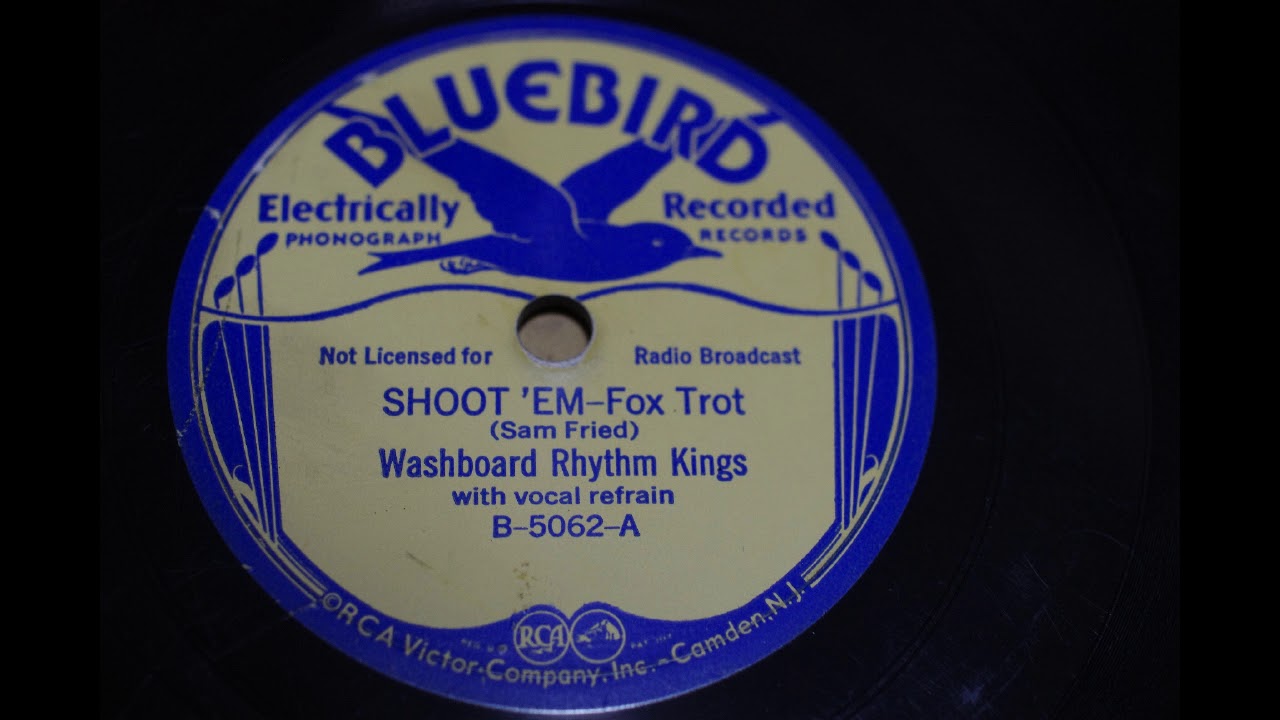 BLUEBIRD
Electrically Recorded
PHONOGRAPH RECORDS
Not Licensed for Radio Broadcast
SHOOT 'EM–Fox Trot
(Sam Fried)
Washboard Rhythm Kings
with vocal refrain
B–5062–A
RCA
©RCA Victor Company, Inc.–Camden, N.J.